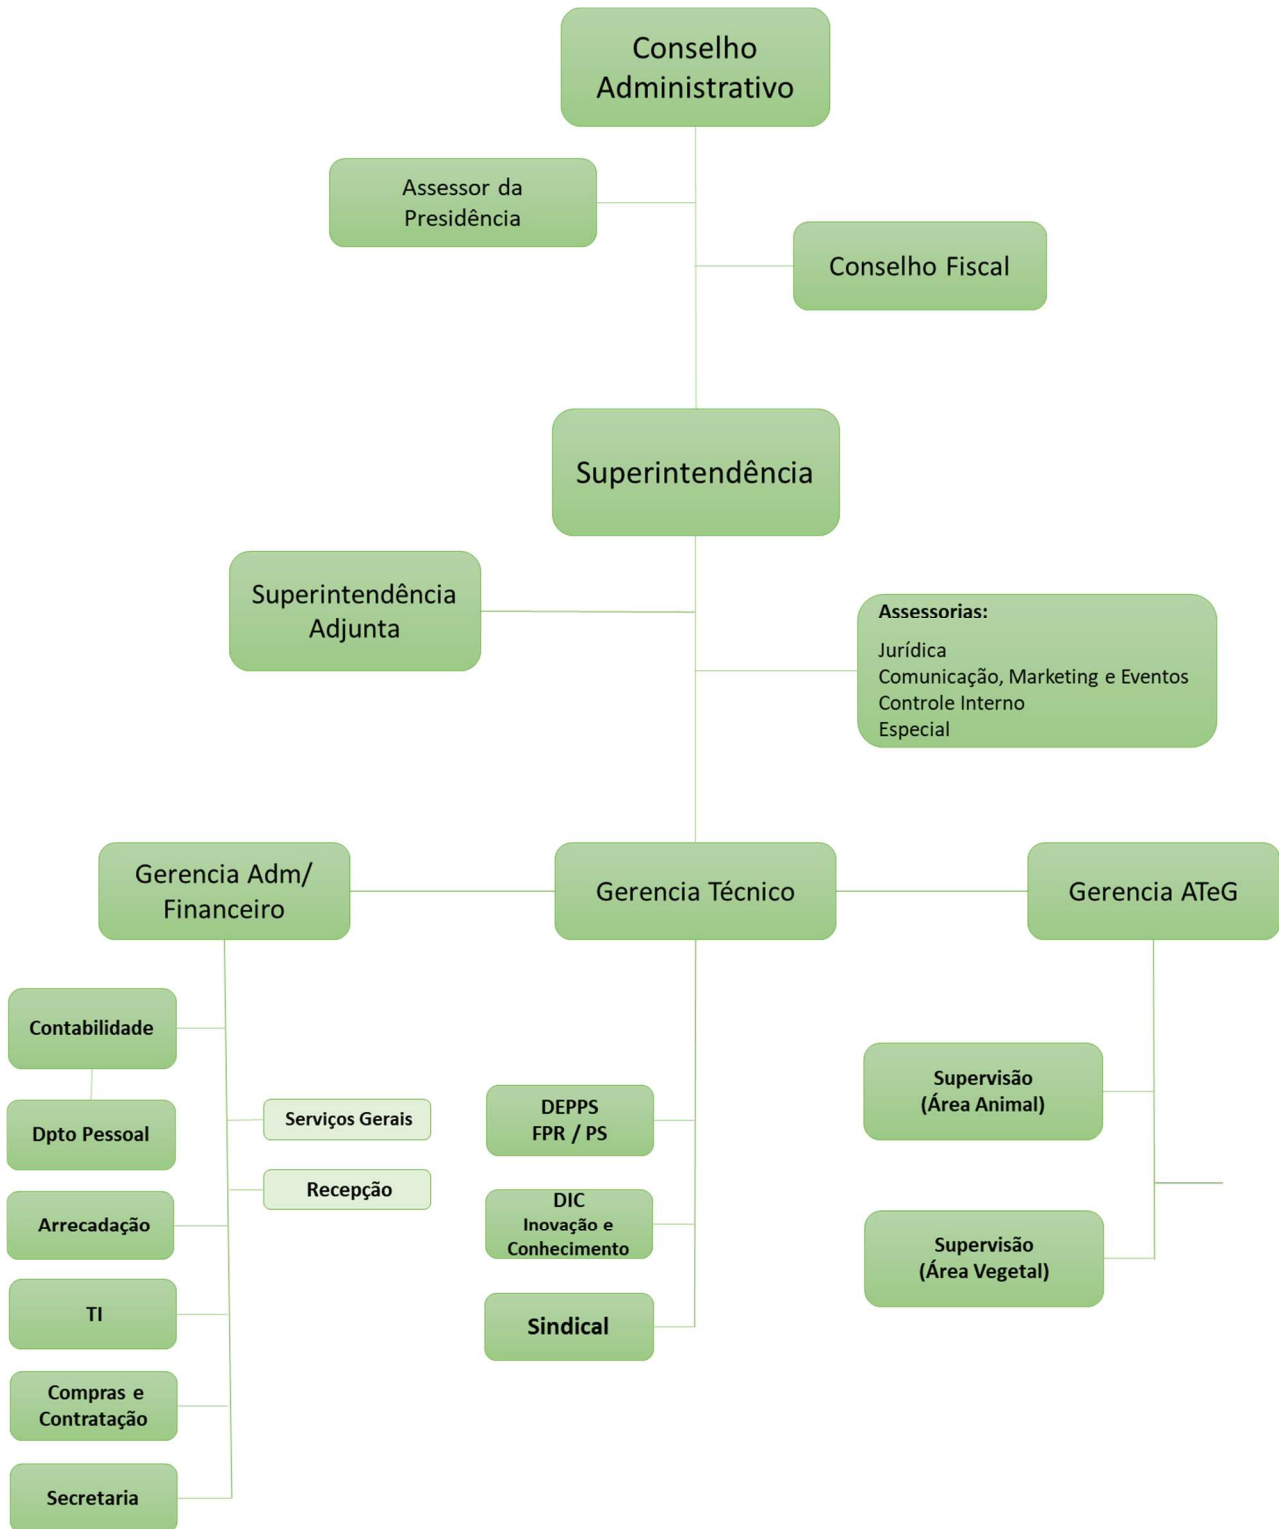 Conselho
Administrativo
Assessor da
Presidência
Conselho Fiscal
Superintendência
Superintendência
Adjunta
Assessorias:
Jurídica
Comunicação, Marketing e Eventos
Controle Interno
Especial
Gerencia Adm/
Financeiro
Gerencia Técnico
Gerencia ATeG
Contabilidade
Dpto Pessoal
Arrecadação
TI
Compras e
Contratação
Secretaria
Serviços Gerais
Recepção
DEPPS
FPR / PS
DIC
Inovação e
Conhecimento
Sindical
Supervisão
(Área Animal)
Supervisão
(Área Vegetal)